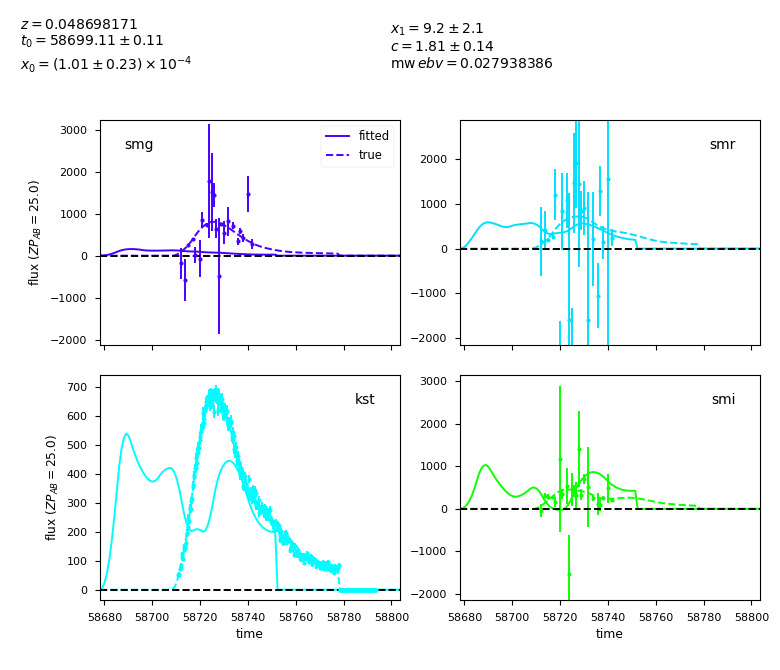 z = 0.048698171
t₀ = 58699.11 ± 0.11
x₀ = (1.01 ± 0.23) × 10⁻⁴
x₁ = 9.2 ± 2.1
c = 1.81 ± 0.14
mw ebv = 0.027938386
smg
fitted
true
3000
2000
1000
0
−1000
−2000
flux (ZP_AB = 25.0)
smr
2000
1000
0
−1000
−2000
kst
700
600
500
400
300
200
100
0
flux (ZP_AB = 25.0)
58680 58700 58720 58740 58760 58780 58800
time
smi
3000
2000
1000
0
−1000
−2000
58680 58700 58720 58740 58760 58780 58800
time